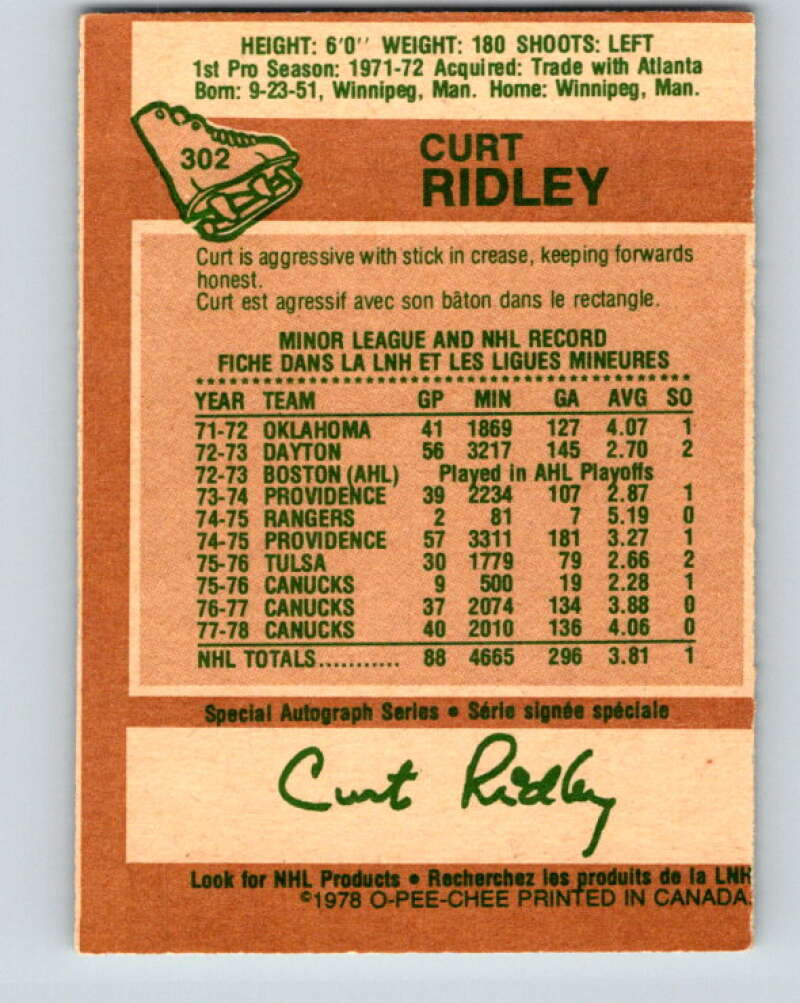 HEIGHT: 6'0'' WEIGHT: 180 SHOOTS: LEFT
1st Pro Season: 1971-72 Acquired: Trade with Atlanta
Born: 9-23-51, Winnipeg, Man. Home: Winnipeg, Man.
302
CURT
RIDLEY
Curt is aggressive with stick in crease, keeping forwards
honest.
Curt est agressif avec son bâton dans le rectangle.
MINOR LEAGUE AND NHL RECORD
FICHE DANS LA LNH ET LES LIGUES MINEURES
YEAR TEAM GP MIN GA AVG SO
71-72 OKLAHOMA 41 1869 127 4.07 1
72-73 DAYTON 56 3217 145 2.70 2
72-73 BOSTON (AHL) Played in AHL Playoffs
73-74 PROVIDENCE 39 2234 107 2.87 1
74-75 RANGERS 2 81 7 5.19 0
74-75 PROVIDENCE 57 3311 181 3.27 1
75-76 TULSA 30 1779 79 2.66 2
75-76 CANUCKS 9 500 19 2.28 1
76-77 CANUCKS 37 2074 134 3.88 0
77-78 CANUCKS 40 2010 136 4.06 0
NHL TOTALS........... 88 4665 296 3.81 1
Special Autograph Series • Série signée spéciale
Curt Ridley
Look for NHL Products • Recherchez les produits de la LNH
©1978 O-PEE-CHEE PRINTED IN CANADA.